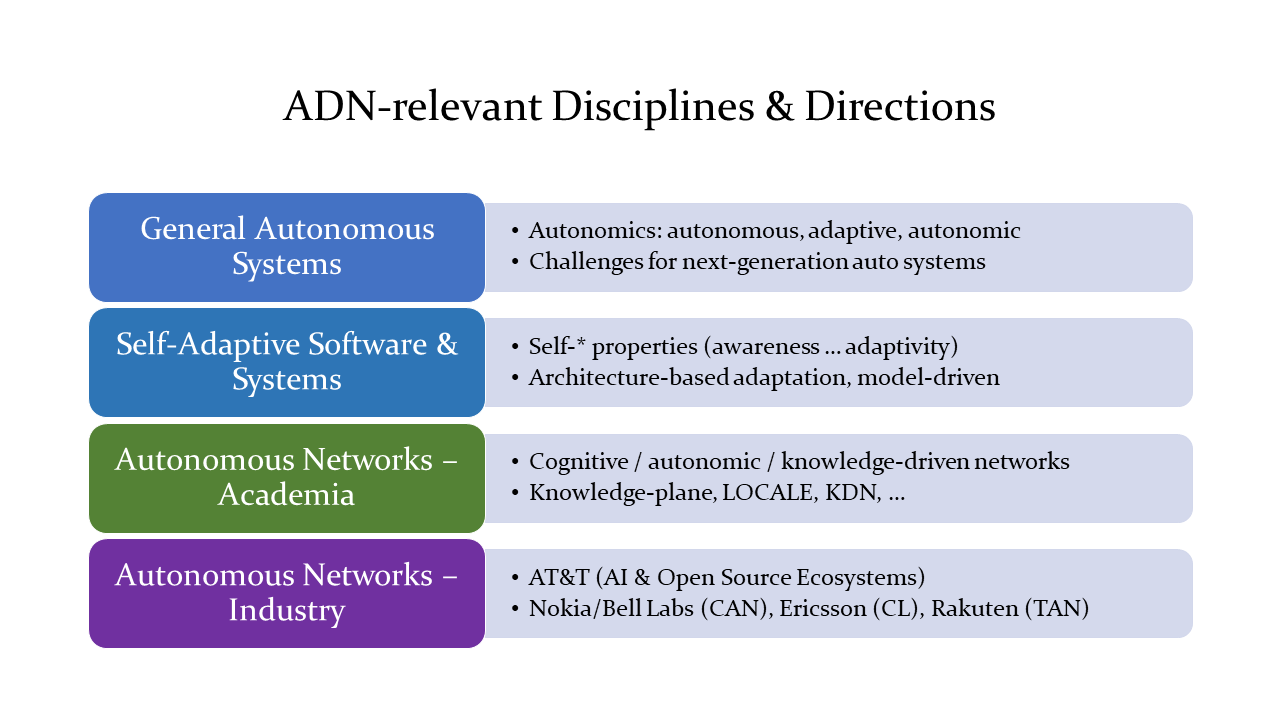 ADN-relevant Disciplines & Directions
General Autonomous
Systems
• Autonomics: autonomous, adaptive, autonomic
• Challenges for next-generation auto systems
Self-Adaptive Software &
Systems
• Self-* properties (awareness ... adaptivity)
• Architecture-based adaptation, model-driven
Autonomous Networks –
Academia
• Cognitive / autonomic / knowledge-driven networks
• Knowledge-plane, LOCALE, KDN, ...
Autonomous Networks –
Industry
• AT&T (AI & Open Source Ecosystems)
• Nokia/Bell Labs (CAN), Ericsson (CL), Rakuten (TAN)